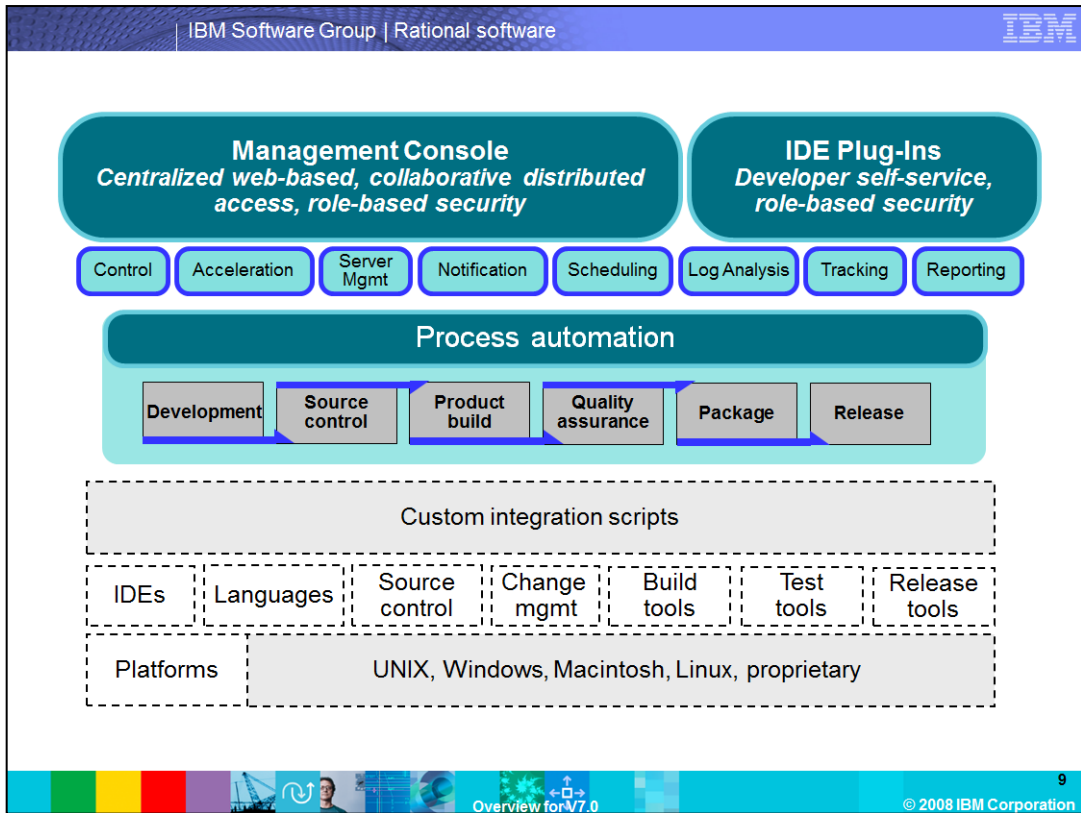 IBM Software Group | Rational software
IBM
Management Console
Centralized web-based, collaborative distributed
access, role-based security
IDE Plug-Ins
Developer self-service,
role-based security
Control
Acceleration
Server
Mgmt
Notification
Scheduling
Log Analysis
Tracking
Reporting
Process automation
Development
Source
control
Product
build
Quality
assurance
Package
Release
Custom integration scripts
IDEs
Languages
Source
control
Change
mgmt
Build
tools
Test
tools
Release
tools
Platforms
UNIX, Windows, Macintosh, Linux, proprietary
9
Overview for V7.0
© 2008 IBM Corporation